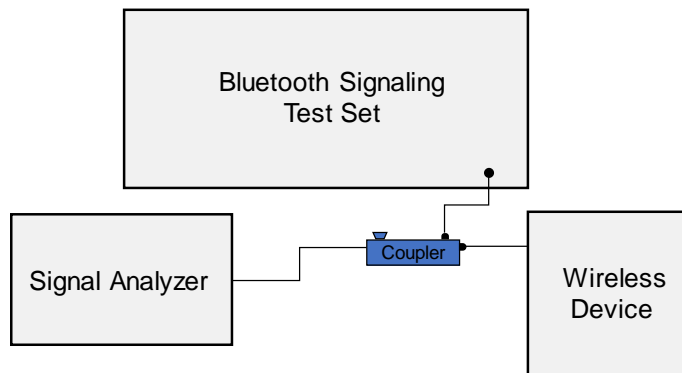 Bluetooth Signaling
Test Set
Signal Analyzer
Coupler
Wireless
Device